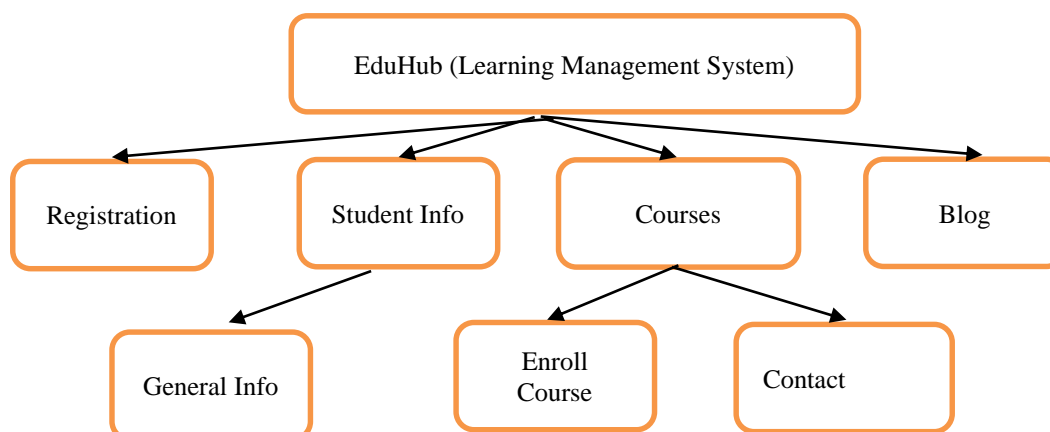 EduHub (Learning Management System)
Registration
Student Info
Courses
Blog
General Info
Enroll
Course
Contact